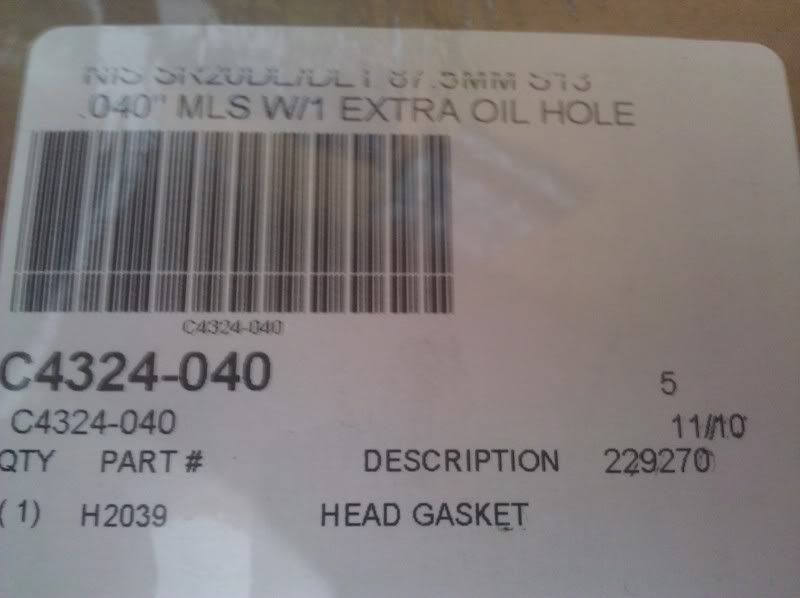 NIS SR20DE/DET 87.5MM S13
.040" MLS W/1 EXTRA OIL HOLE
C4324-040
C4324-040
5
C4324-040
11/10
QTY PART # DESCRIPTION 229270
( 1) H2039 HEAD GASKET